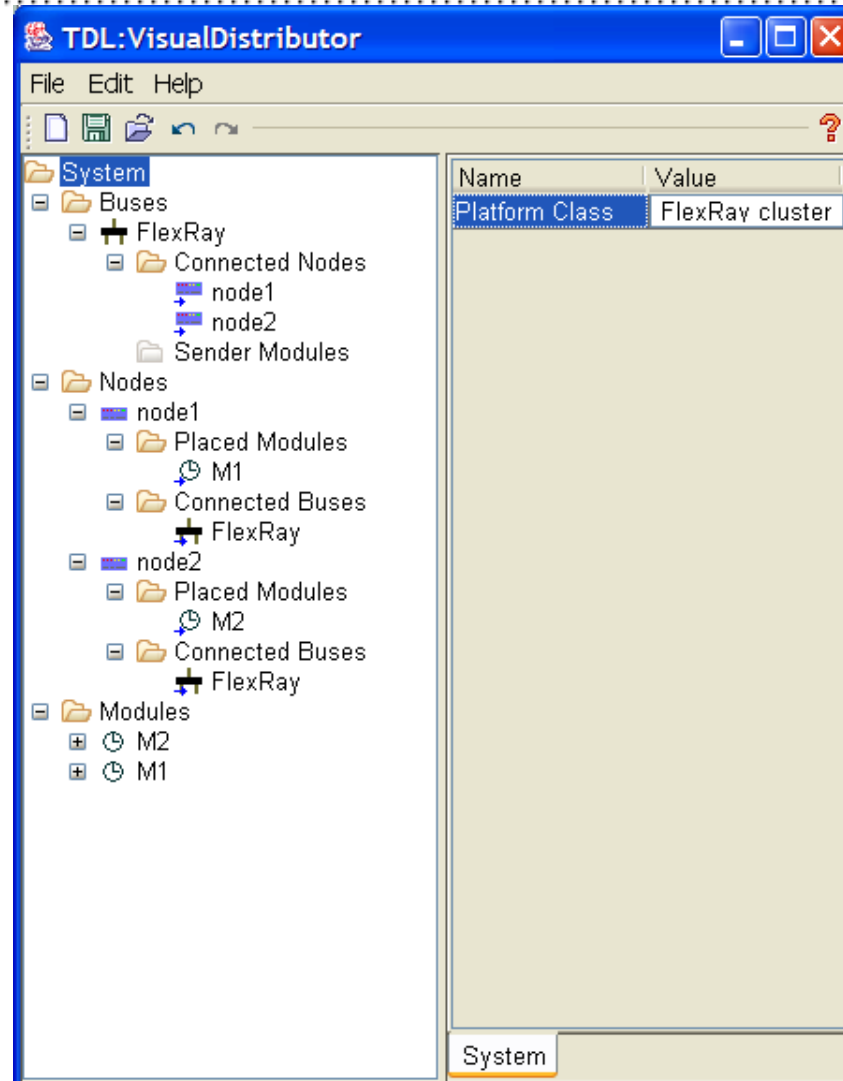 TDL:VisualDistributor
File Edit Help
System
Buses
FlexRay
Connected Nodes
node1
node2
Sender Modules
Nodes
node1
Placed Modules
M1
Connected Buses
FlexRay
node2
Placed Modules
M2
Connected Buses
FlexRay
Modules
M2
M1
Name Value
Platform Class FlexRay cluster
System